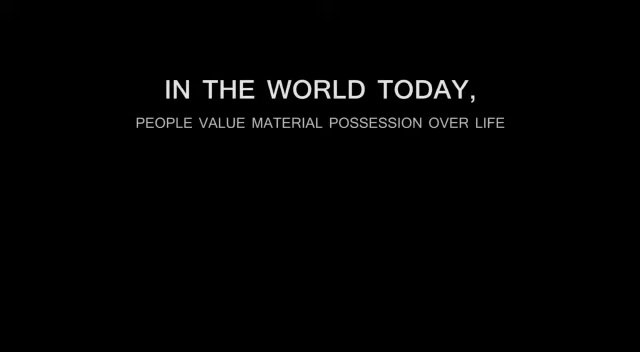 IN THE WORLD TODAY,
PEOPLE VALUE MATERIAL POSSESSION OVER LIFE